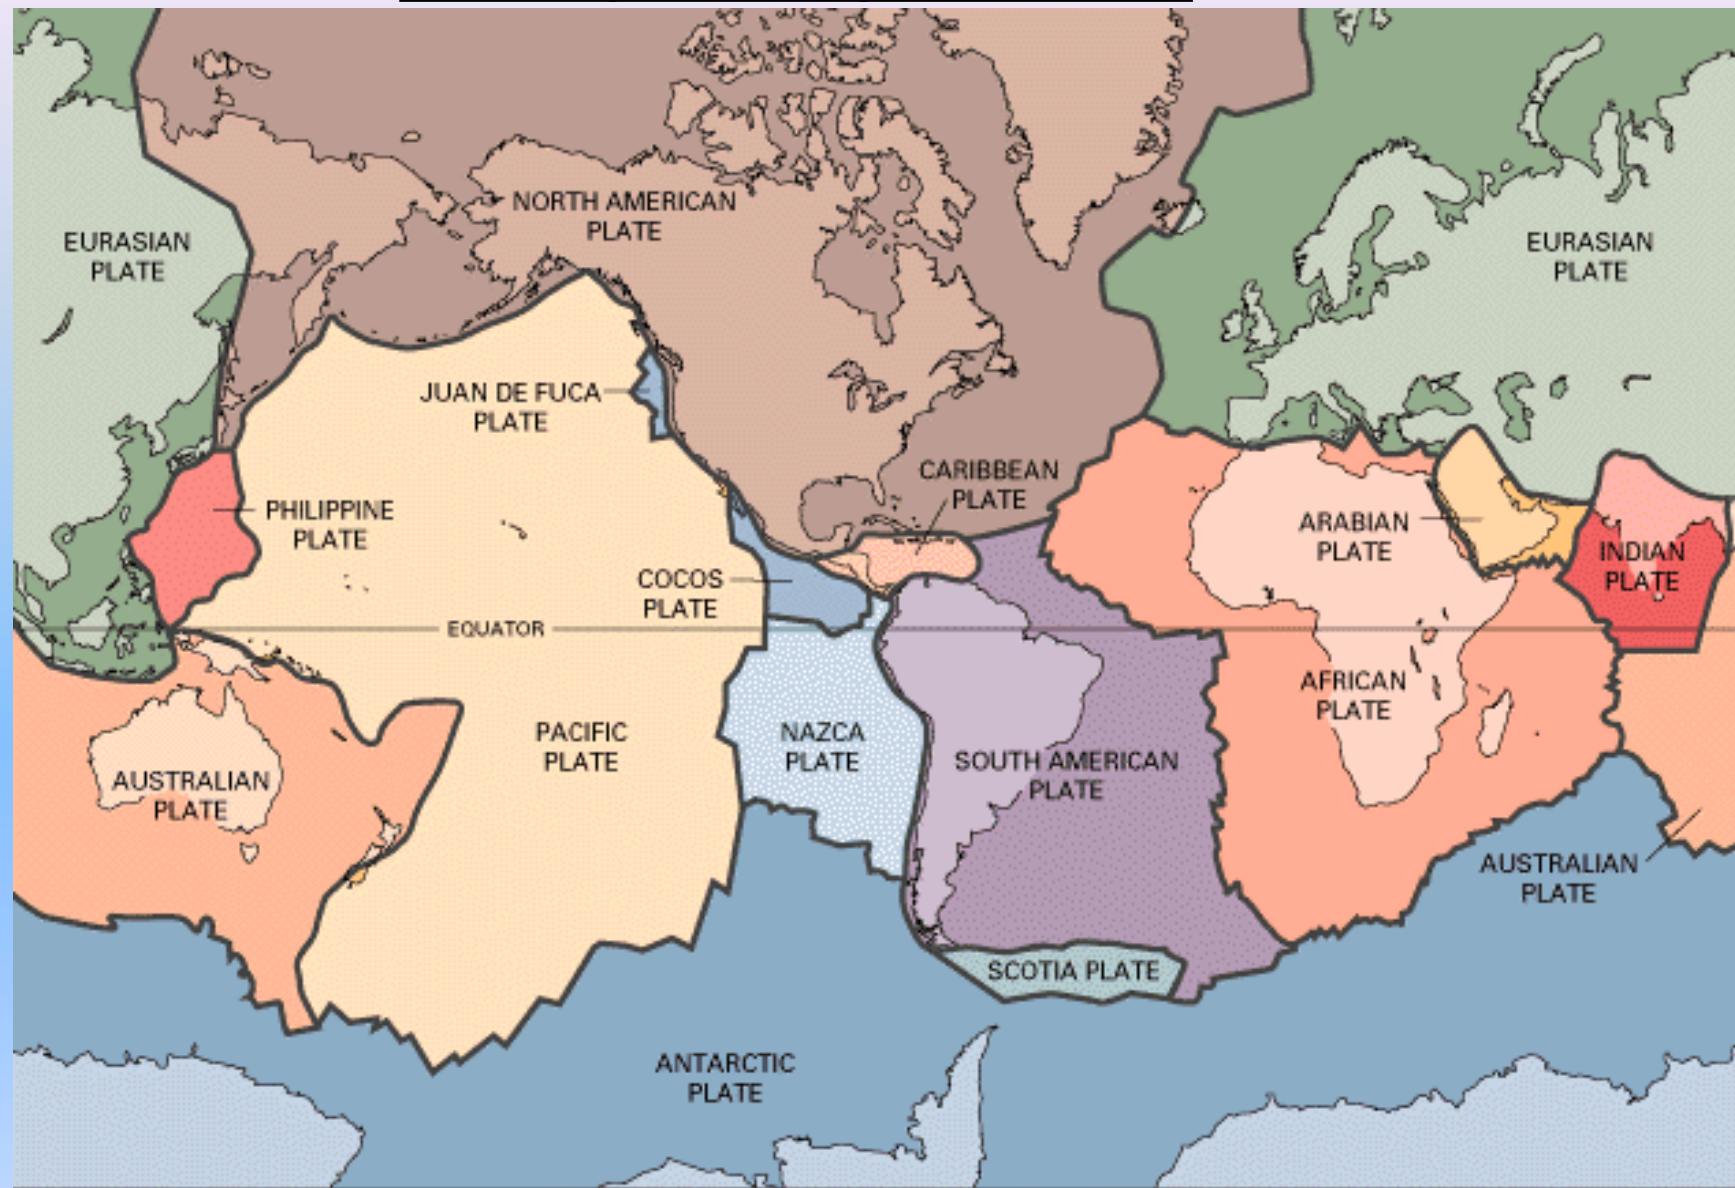 NORTH AMERICAN
PLATE
EURASIAN
PLATE
EURASIAN
PLATE
JUAN DE FUCA
PLATE
CARIBBEAN
PLATE
PHILIPPINE
PLATE
ARABIAN
PLATE
INDIAN
PLATE
COCOS
PLATE
EQUATOR
AFRICAN
PLATE
PACIFIC
PLATE
NAZCA
PLATE
SOUTH AMERICAN
PLATE
AUSTRALIAN
PLATE
AUSTRALIAN
PLATE
SCOTIA PLATE
ANTARCTIC
PLATE